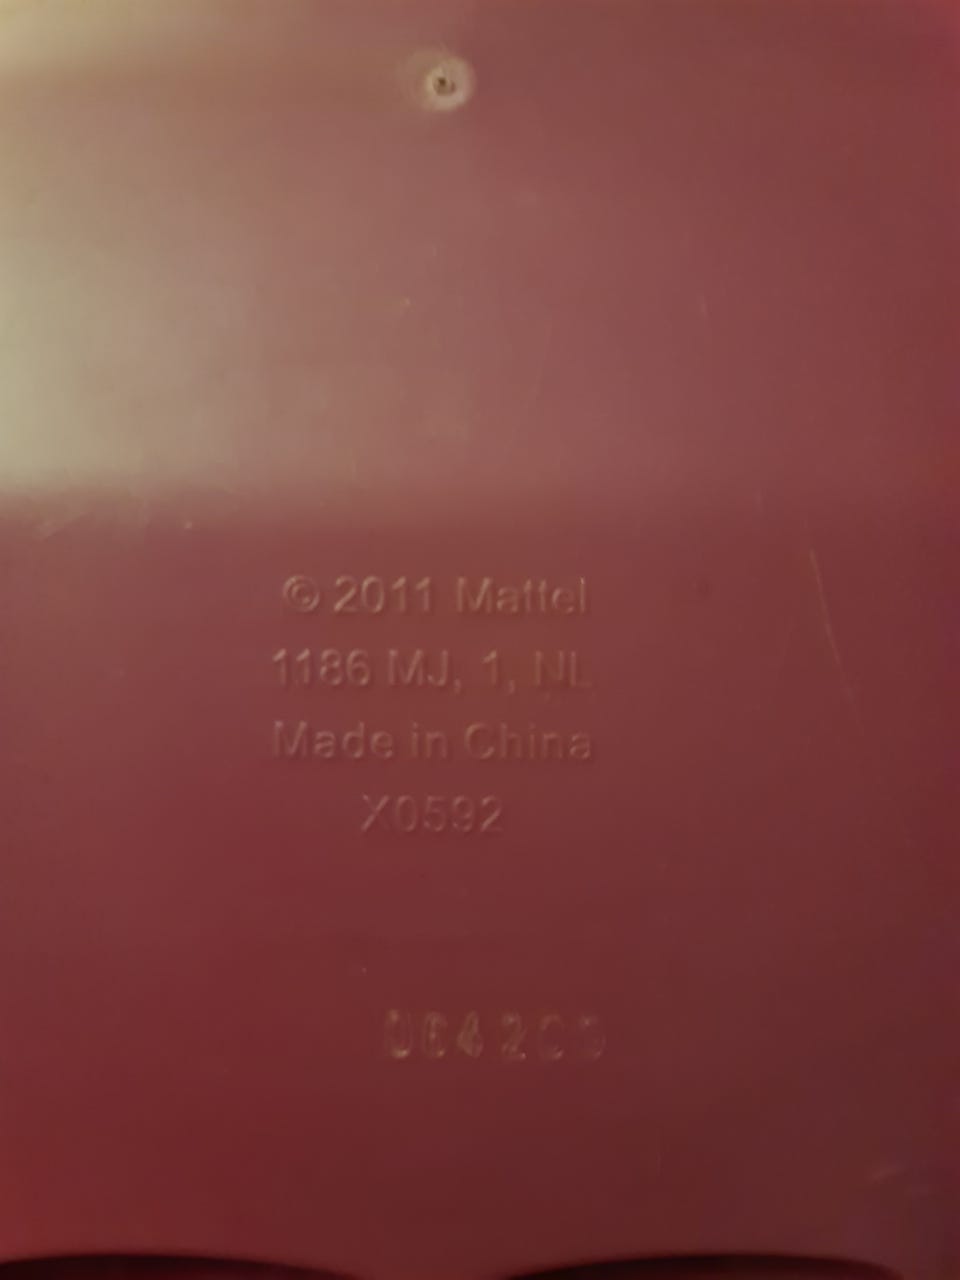 © 2011 Mattel
1186 MJ, 1, NL
Made in China
X0592